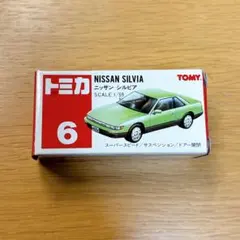 トミカ
6
NISSAN SILVIA
ニッサン シルビア
SCALE 1/59
TOMY
スーパースピード/サスペンション/ドアー開閉